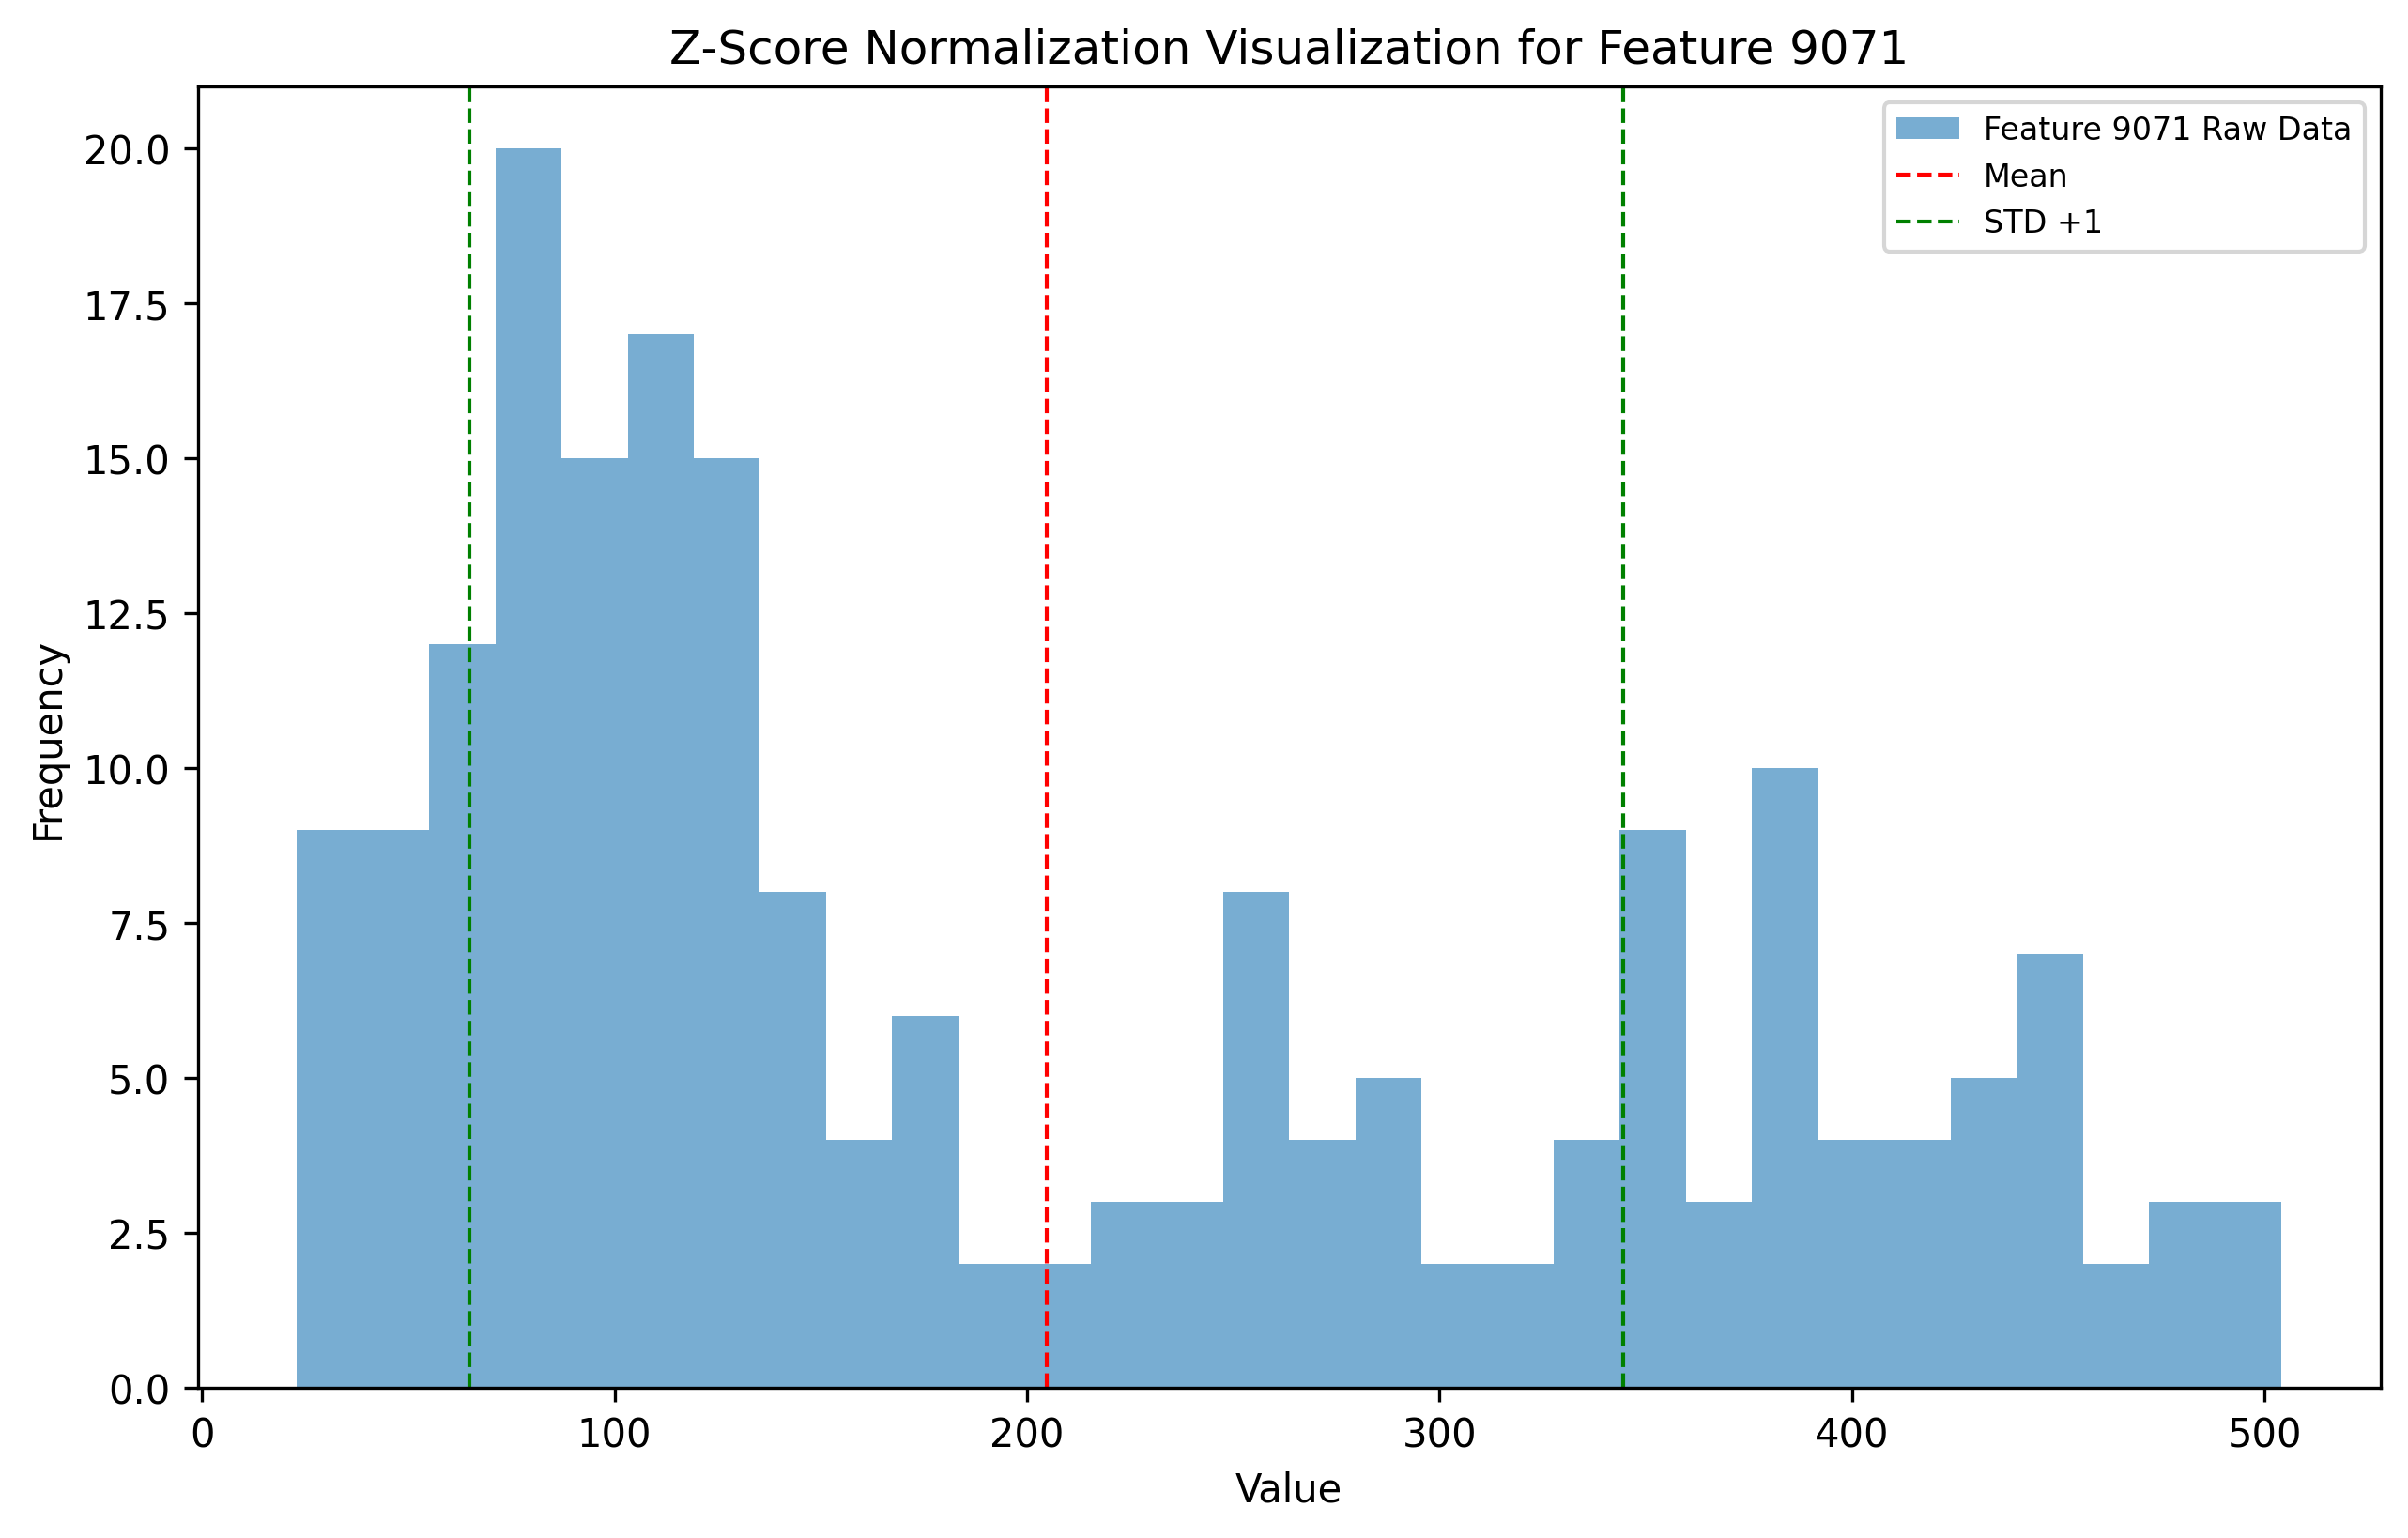 Z-Score Normalization Visualization for Feature 9071
Feature 9071 Raw Data
Mean
STD +1
20.0
17.5
15.0
12.5
10.0
7.5
5.0
2.5
0.0
Frequency
0 100 200 300 400 500
Value